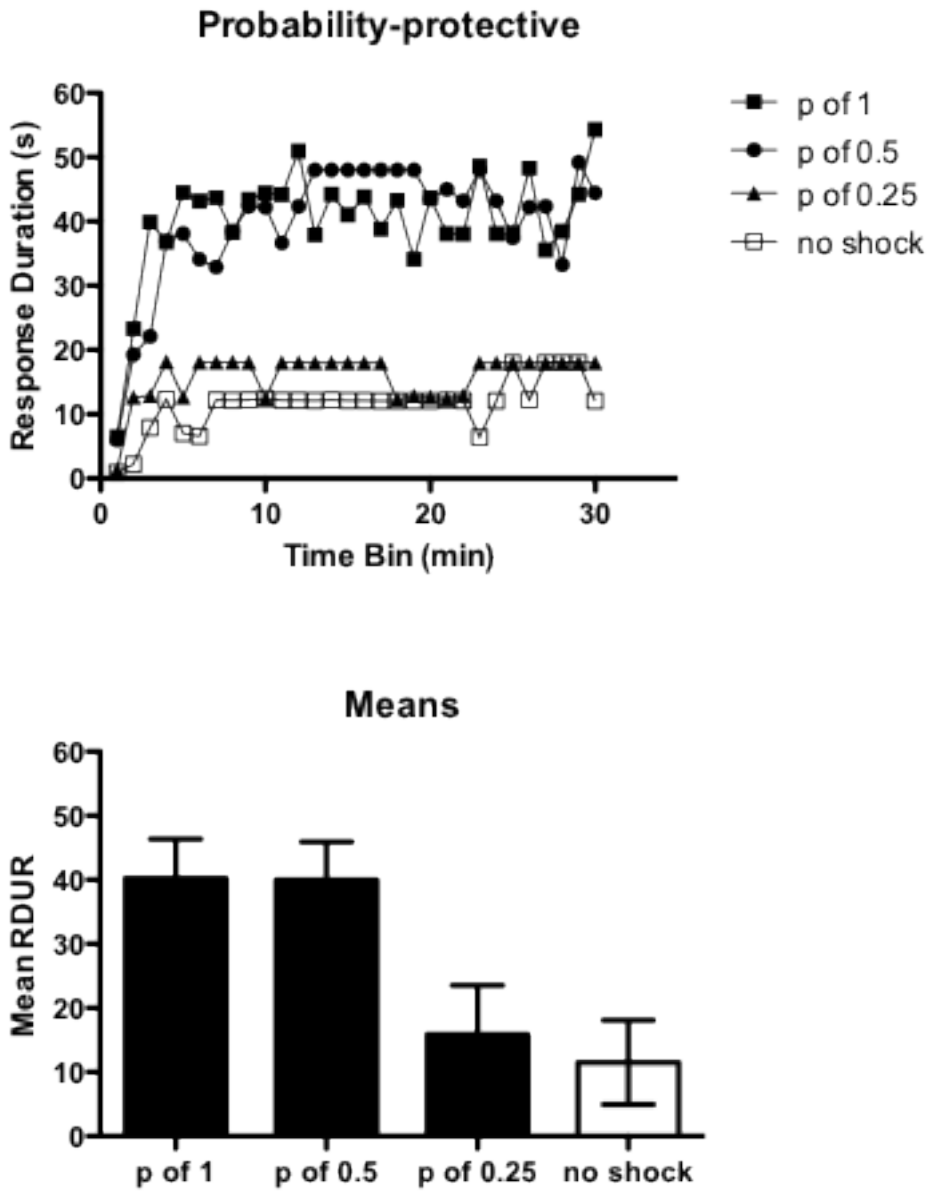 Probability-protective
60
50
40
30
20
10
0
Response Duration (s)
0 10 20 30
Time Bin (min)
p of 1
p of 0.5
p of 0.25
no shock
Means
60
50
40
30
20
10
0
Mean RDUR
p of 1 p of 0.5 p of 0.25 no shock